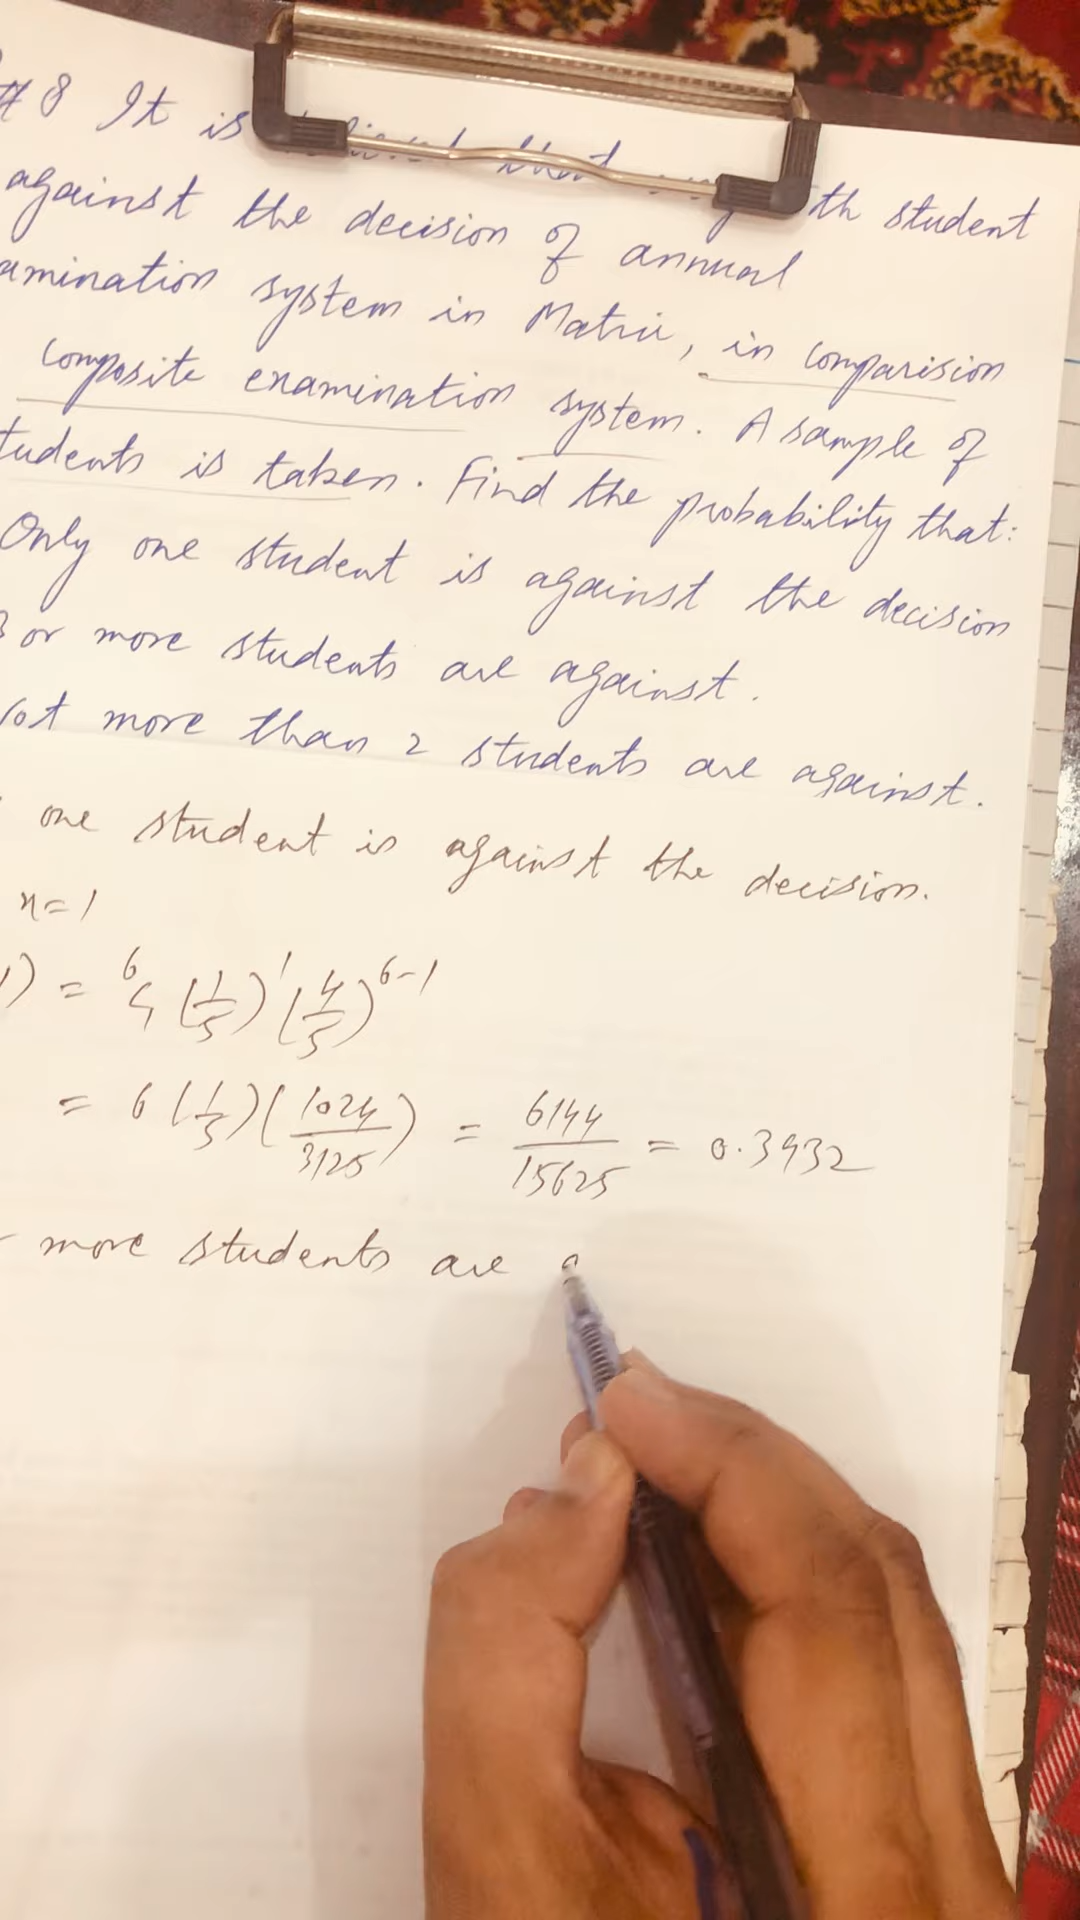 # 8 It is that th student
against the decision of annual
amination system in Matric, in comparision
composite examination system. A sample of
tudents is taken. Find the probability that:
Only one student is against the decision
3 or more students are against.
Not more than 2 students are against.
one student is against the decision.
x=1
1) = ⁶C₁ (1/5)¹ (4/5)⁶⁻¹
= 6 (1/5) (1024/3125) = 6144/15625 = 0.3932
more students are a